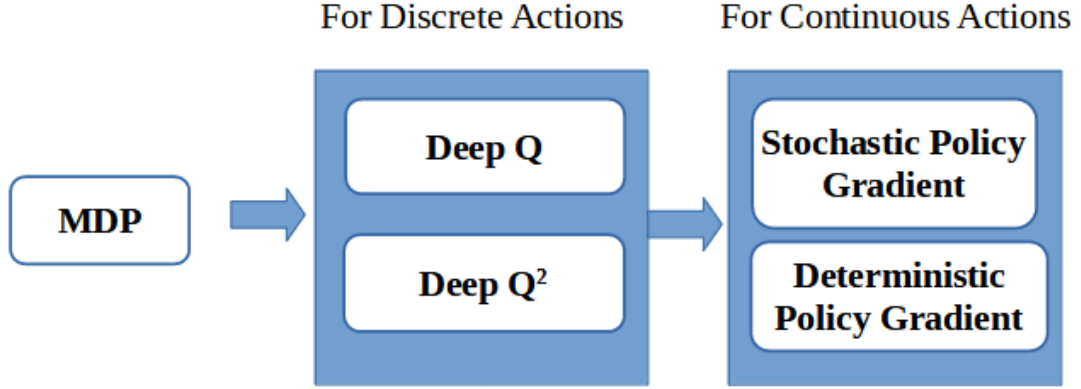 For Discrete Actions
For Continuous Actions
MDP
Deep Q
Deep Q²
Stochastic Policy
Gradient
Deterministic
Policy Gradient